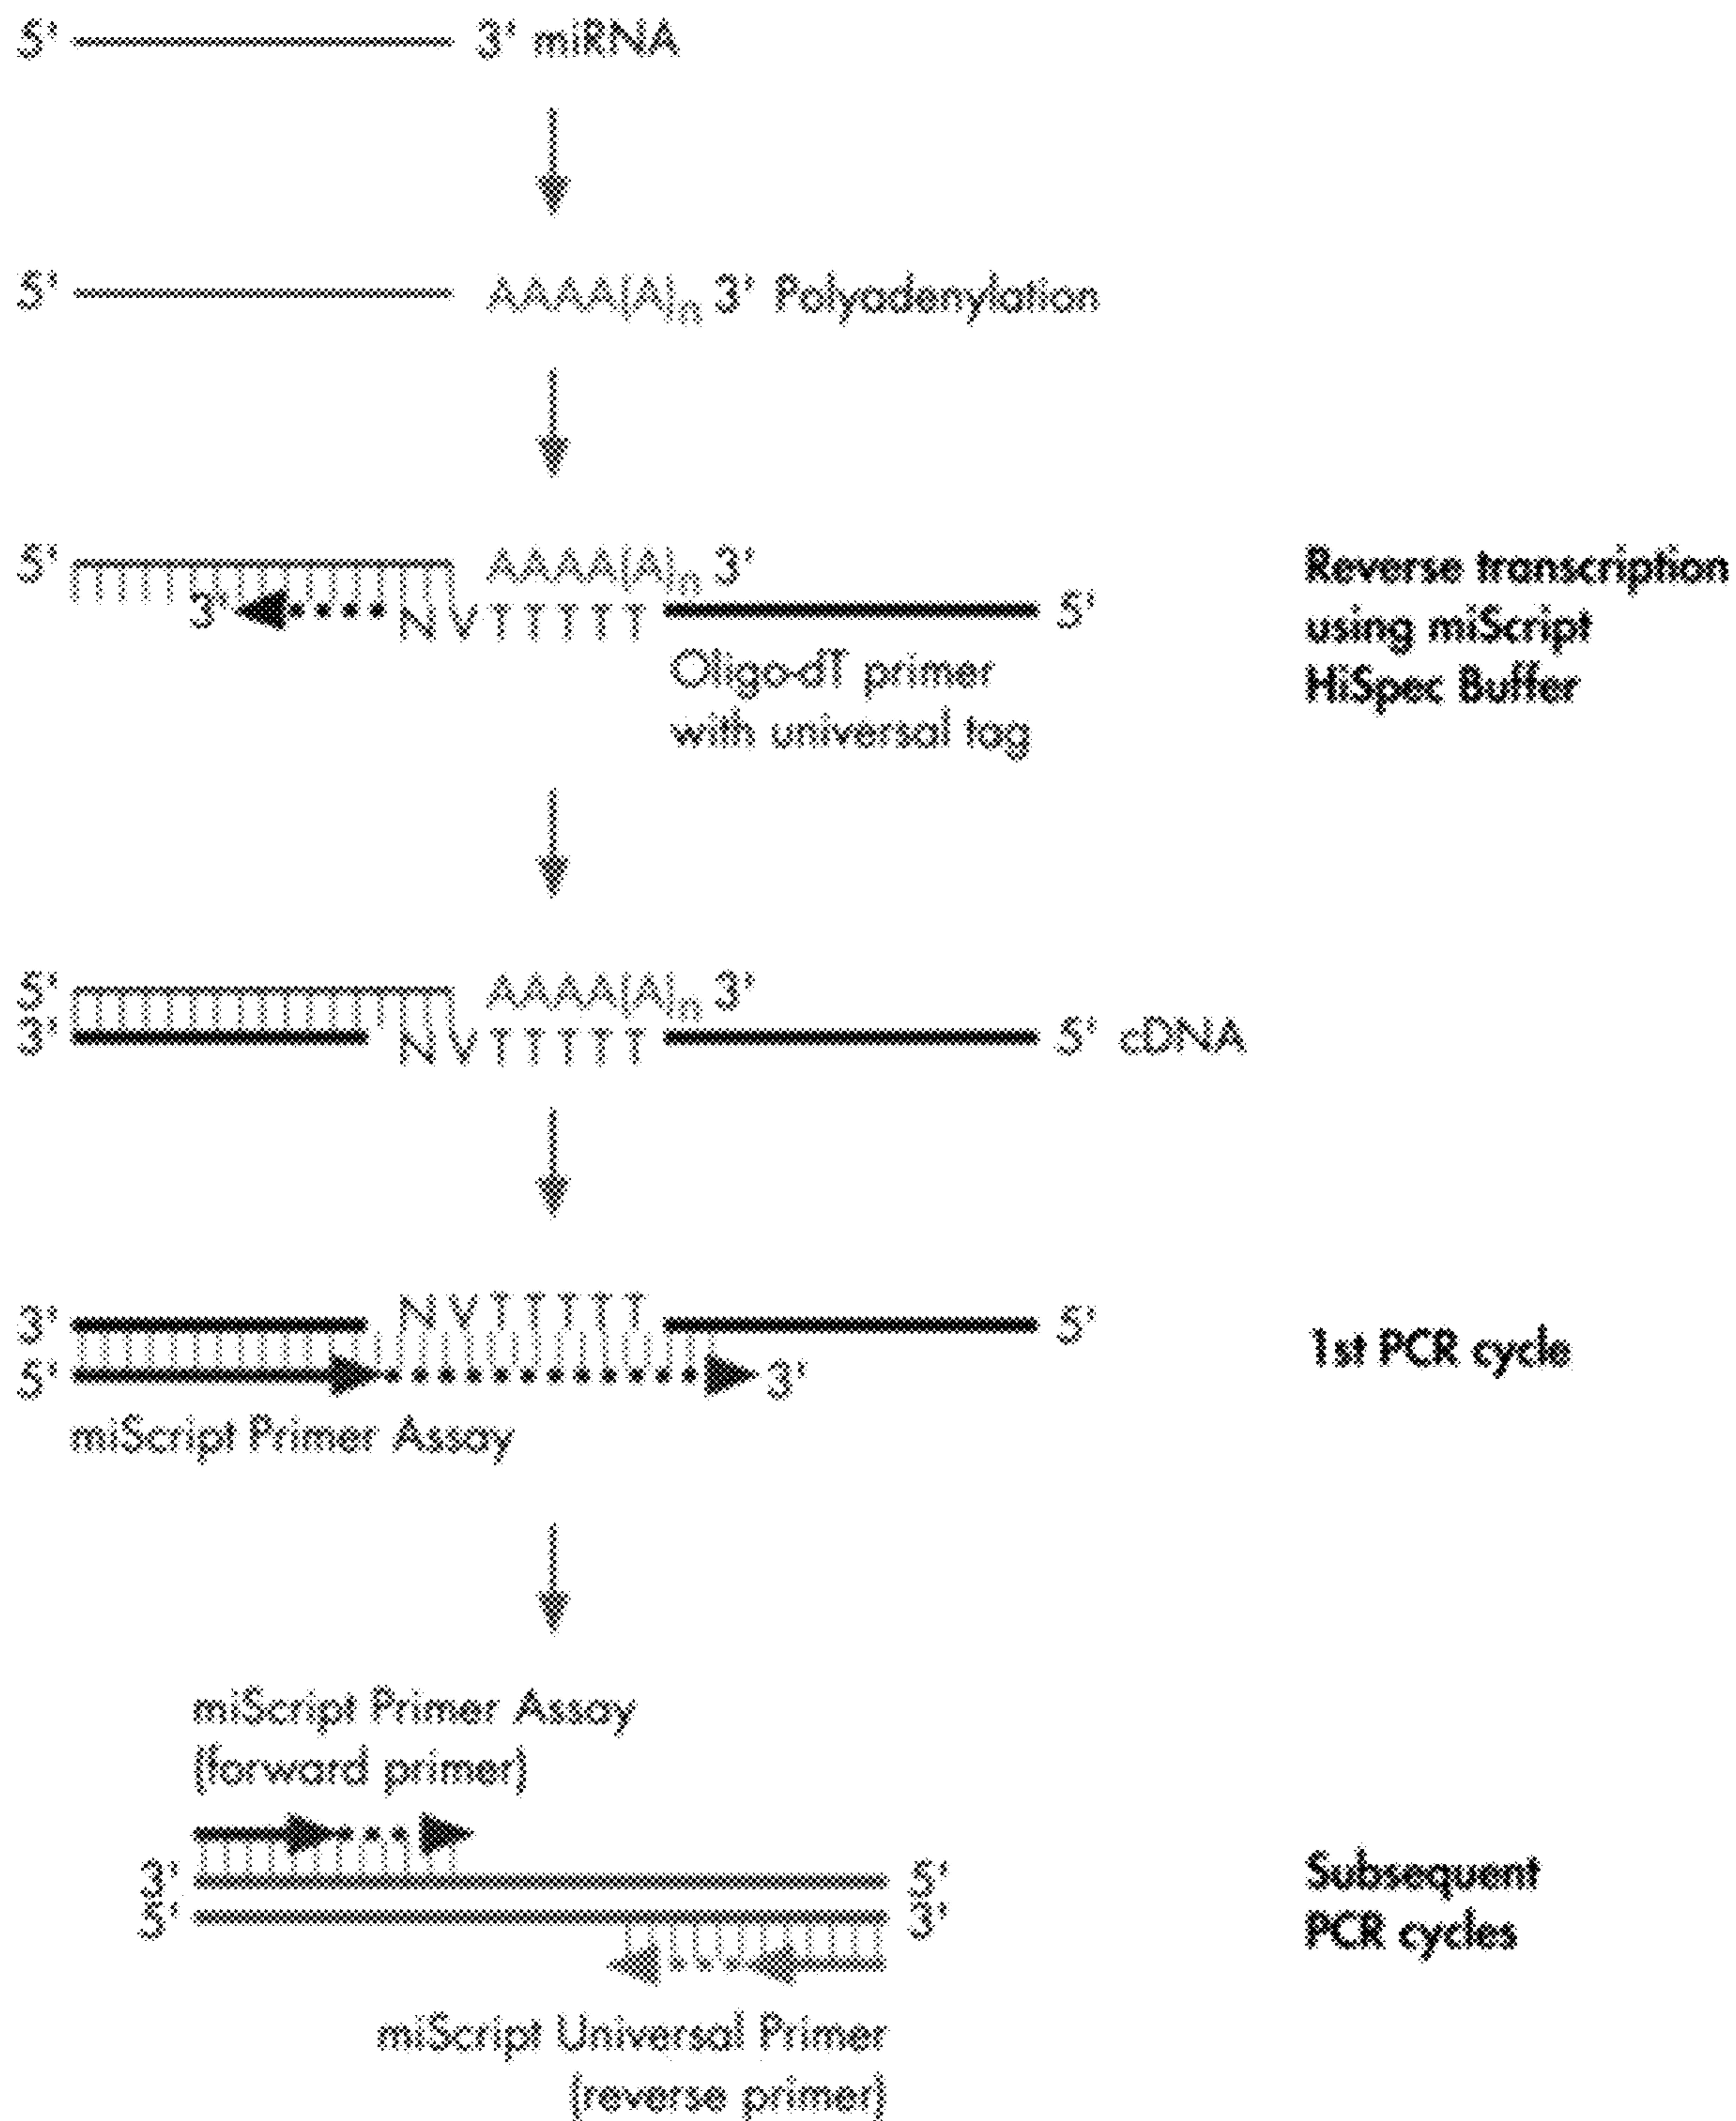 5' 3' miRNA
5' AAAA(A)n 3' Polyadenylation
5' AAAA(A)n 3'
3' NVTTTTT 5'
Oligo-dT primer
with universal tag
Reverse transcription
using miScript
HiSpec Buffer
5' AAAA(A)n 3'
3' NVTTTTT 5' cDNA
3' NVTTTTT 5'
5' 3'
miScript Primer Assay
1st PCR cycle
miScript Primer Assay
(forward primer)
3' 5'
5' 3'
miScript Universal Primer
(reverse primer)
Subsequent
PCR cycles